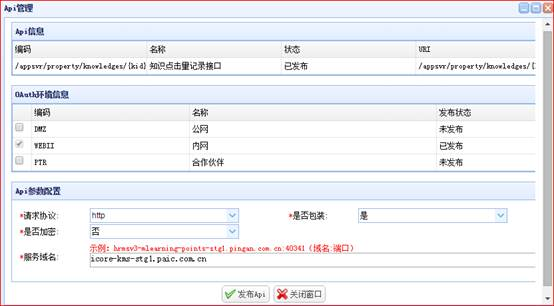 Api管理
Api信息
编码 名称 状态 URI
/appsvr/property/knowledges/{kid} 知识点击量记录接口 已发布 /appsvr/property/knowledges/{
OAuth环境信息
编码 名称 发布状态
DMZ 公网 未发布
WEBII 内网 已发布
PTR 合作伙伴 未发布
Api参数配置
*请求协议: http *是否包装: 是
*是否加密: 否
示例: hrmsv3-mlearning-points-stg1.pingan.com.cn:40341 (域名:端口)
*服务域名: icore-kms-stg1.paic.com.cn
发布Api 关闭窗口